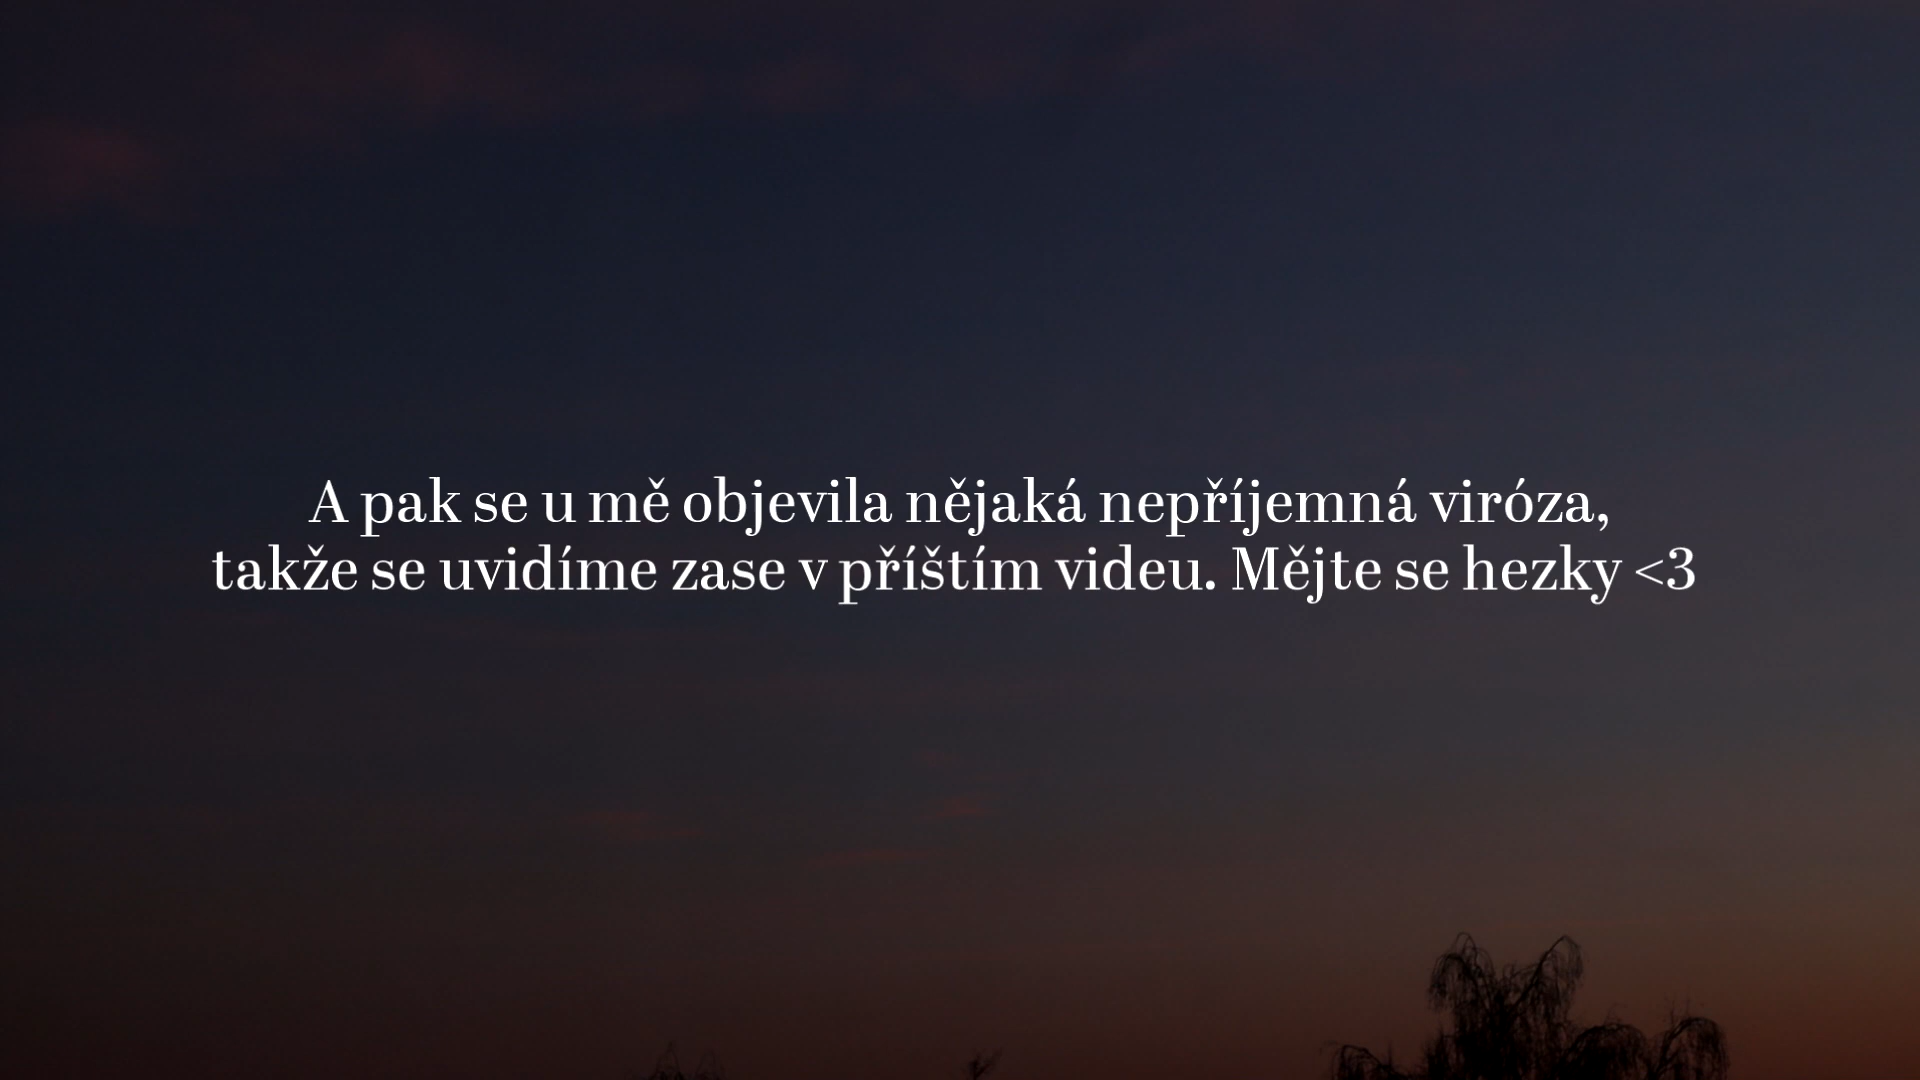 A pak se u mě objevila nějaká nepříjemná viróza,
takže se uvidíme zase v příštím videu. Mějte se hezky <3